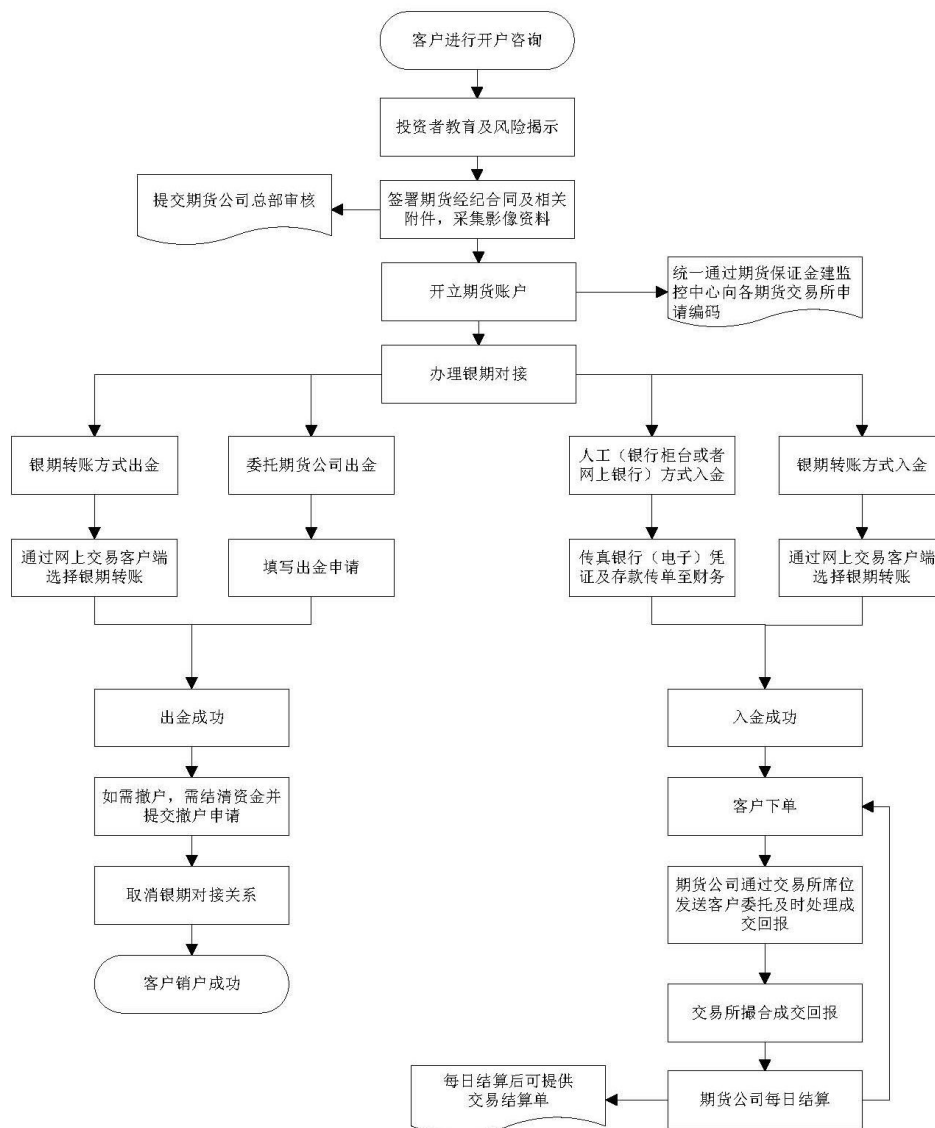 客户进行开户咨询
投资者教育及风险揭示
提交期货公司总部审核
签署期货经纪合同及相关
附件，采集影像资料
开立期货账户
统一通过期货保证金建监
控中心向各期货交易所申
请编码
办理银期对接
银期转账方式出金
委托期货公司出金
人工（银行柜台或者
网上银行）方式入金
银期转账方式入金
通过网上交易客户端
选择银期转账
填写出金申请
传真银行（电子）凭
证及存款传单至财务
通过网上交易客户端
选择银期转账
出金成功
入金成功
如需撤户，需结清资金并
提交撤户申请
客户下单
取消银期对接关系
期货公司通过交易所席位
发送客户委托及时处理成
交回报
客户销户成功
交易所撮合成交回报
每日结算后可提供
交易结算单
期货公司每日结算